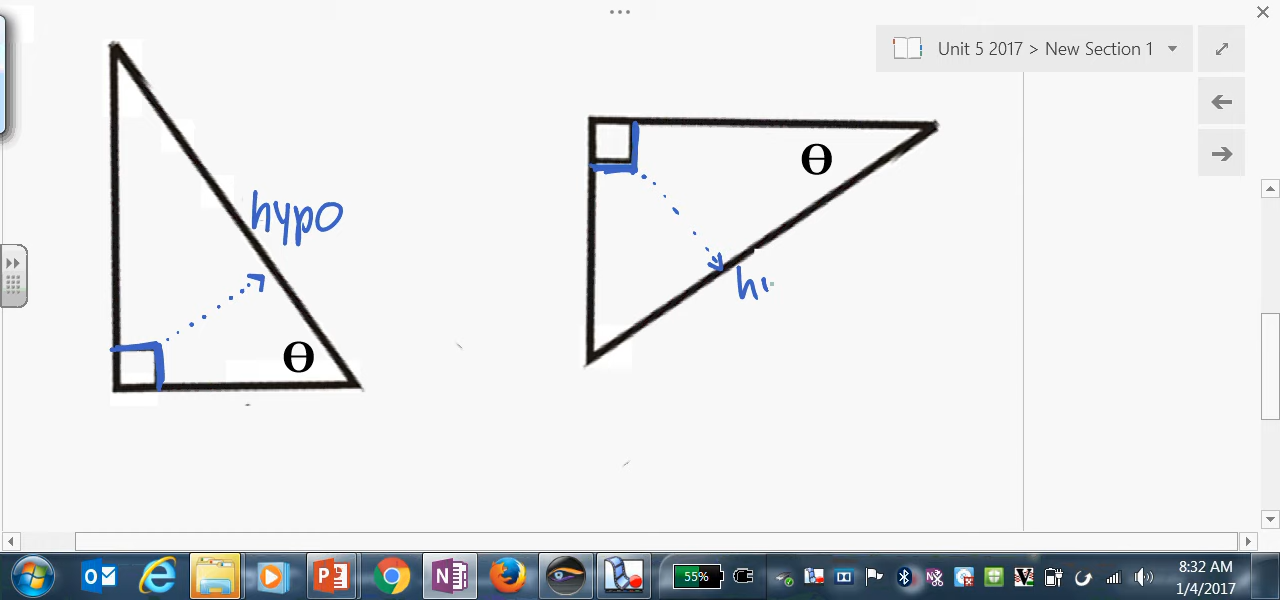 Unit 5 2017 > New Section 1
hypo
Θ
Θ
55%
8:32 AM
1/4/2017